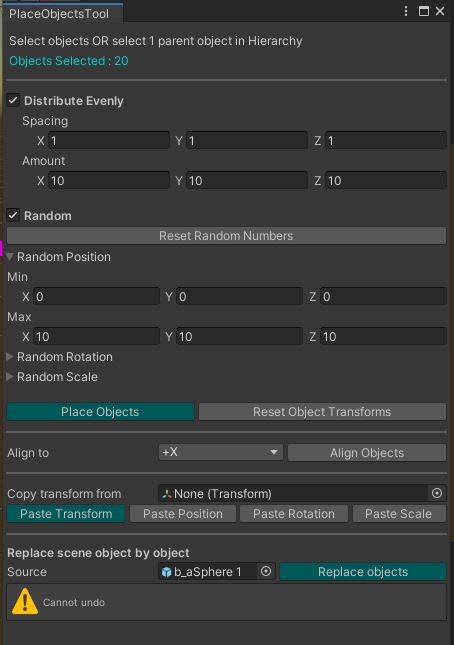 PlaceObjectsTool
Select objects OR select 1 parent object in Hierarchy
Objects Selected : 20
Distribute Evenly
Spacing
X 1 Y 1 Z 1
Amount
X 10 Y 10 Z 10
Random
Reset Random Numbers
Random Position
Min
X 0 Y 0 Z 0
Max
X 10 Y 10 Z 10
Random Rotation
Random Scale
Place Objects Reset Object Transforms
Align to +X Align Objects
Copy transform from None (Transform)
Paste Transform Paste Position Paste Rotation Paste Scale
Replace scene object by object
Source b_aSphere 1 Replace objects
Cannot undo